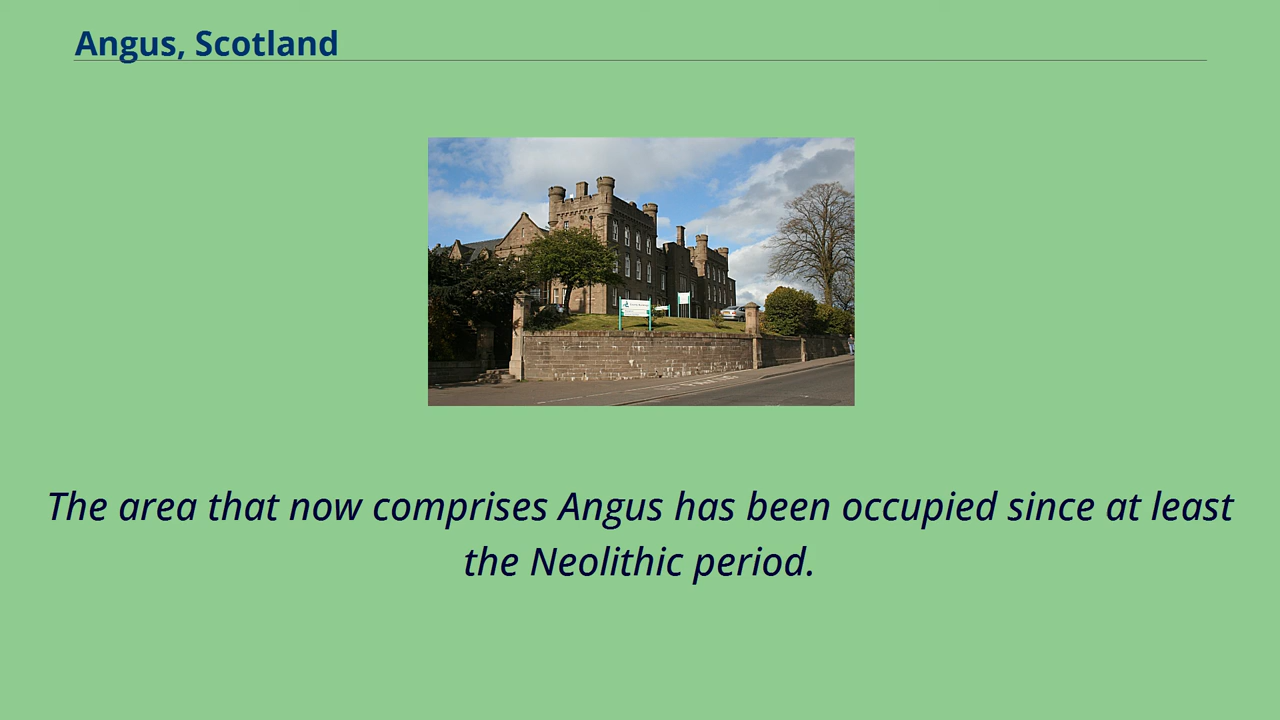 Angus, Scotland
The area that now comprises Angus has been occupied since at least
the Neolithic period.